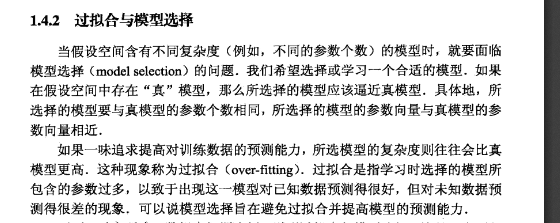 1.4.2 过拟合与模型选择
当假设空间含有不同复杂度（例如，不同的参数个数）的模型时，就要面临
模型选择（model selection）的问题．我们希望选择或学习一个合适的模型．如果
在假设空间中存在“真”模型，那么所选择的模型应该逼近真模型．具体地，所
选择的模型要与真模型的参数个数相同，所选择的模型的参数向量与真模型的参
数向量相近．
如果一味追求提高对训练数据的预测能力，所选模型的复杂度则往往会比真
模型更高．这种现象称为过拟合（over-fitting）．过拟合是指学习时选择的模型所
包含的参数过多，以致于出现这一模型对已知数据预测得很好，但对未知数据预
测得很差的现象．可以说模型选择旨在避免过拟合并提高模型的预测能力．